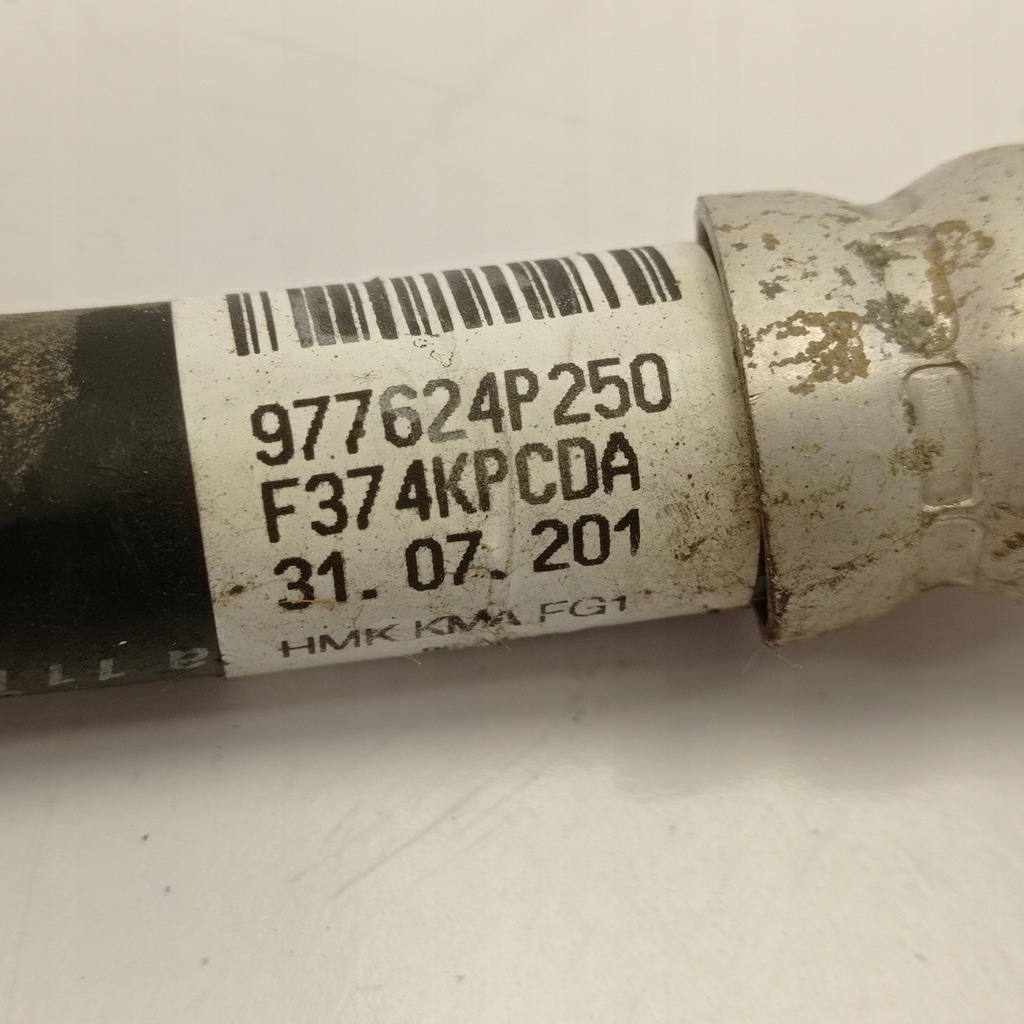 977624P250
F374KPCDA
31. 07. 201
HMK KMA FG1